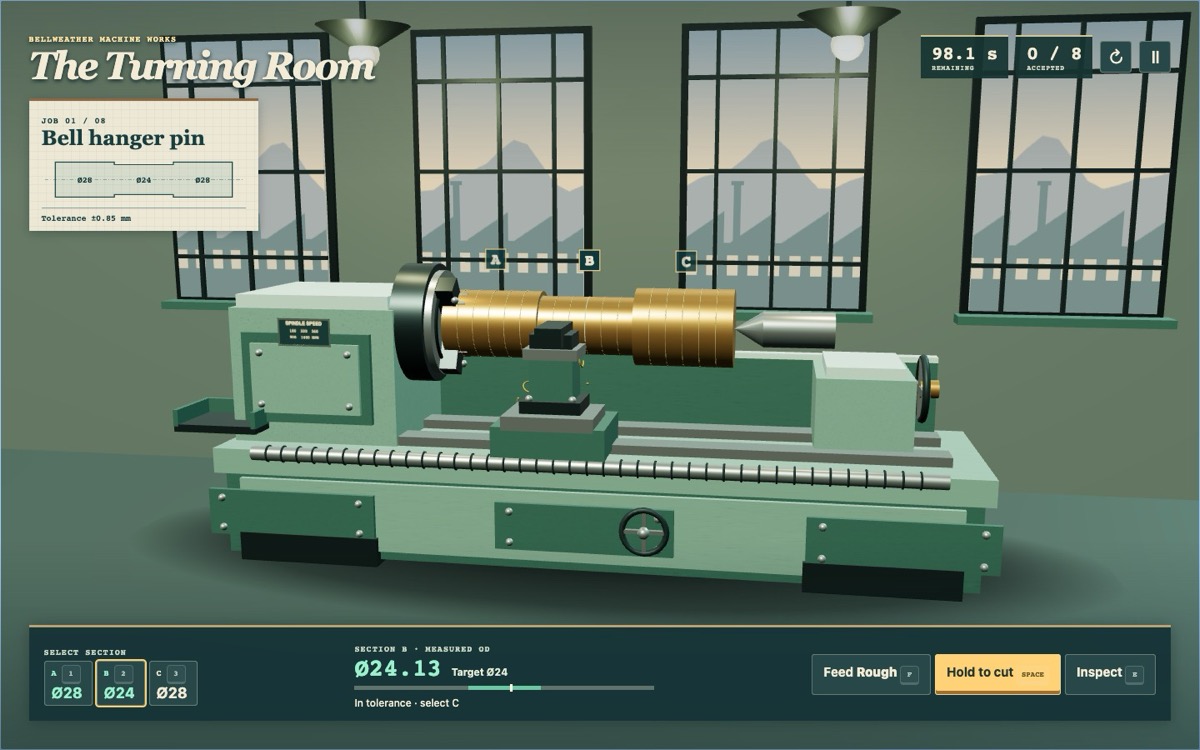 BELLWEATHER MACHINE WORKS
The Turning Room
98.1 s
REMAINING
0 / 8
ACCEPTED
JOB 01 / 08
Bell hanger pin
Ø28 Ø24 Ø28
Tolerance ±0.85 mm
A B C
SPINDLE SPEED
SELECT SECTION
A 1
Ø28
B 2
Ø24
C 3
Ø28
SECTION B · MEASURED OD
Ø24.13 Target Ø24
In tolerance · select C
Feed Rough F
Hold to cut SPACE
Inspect E